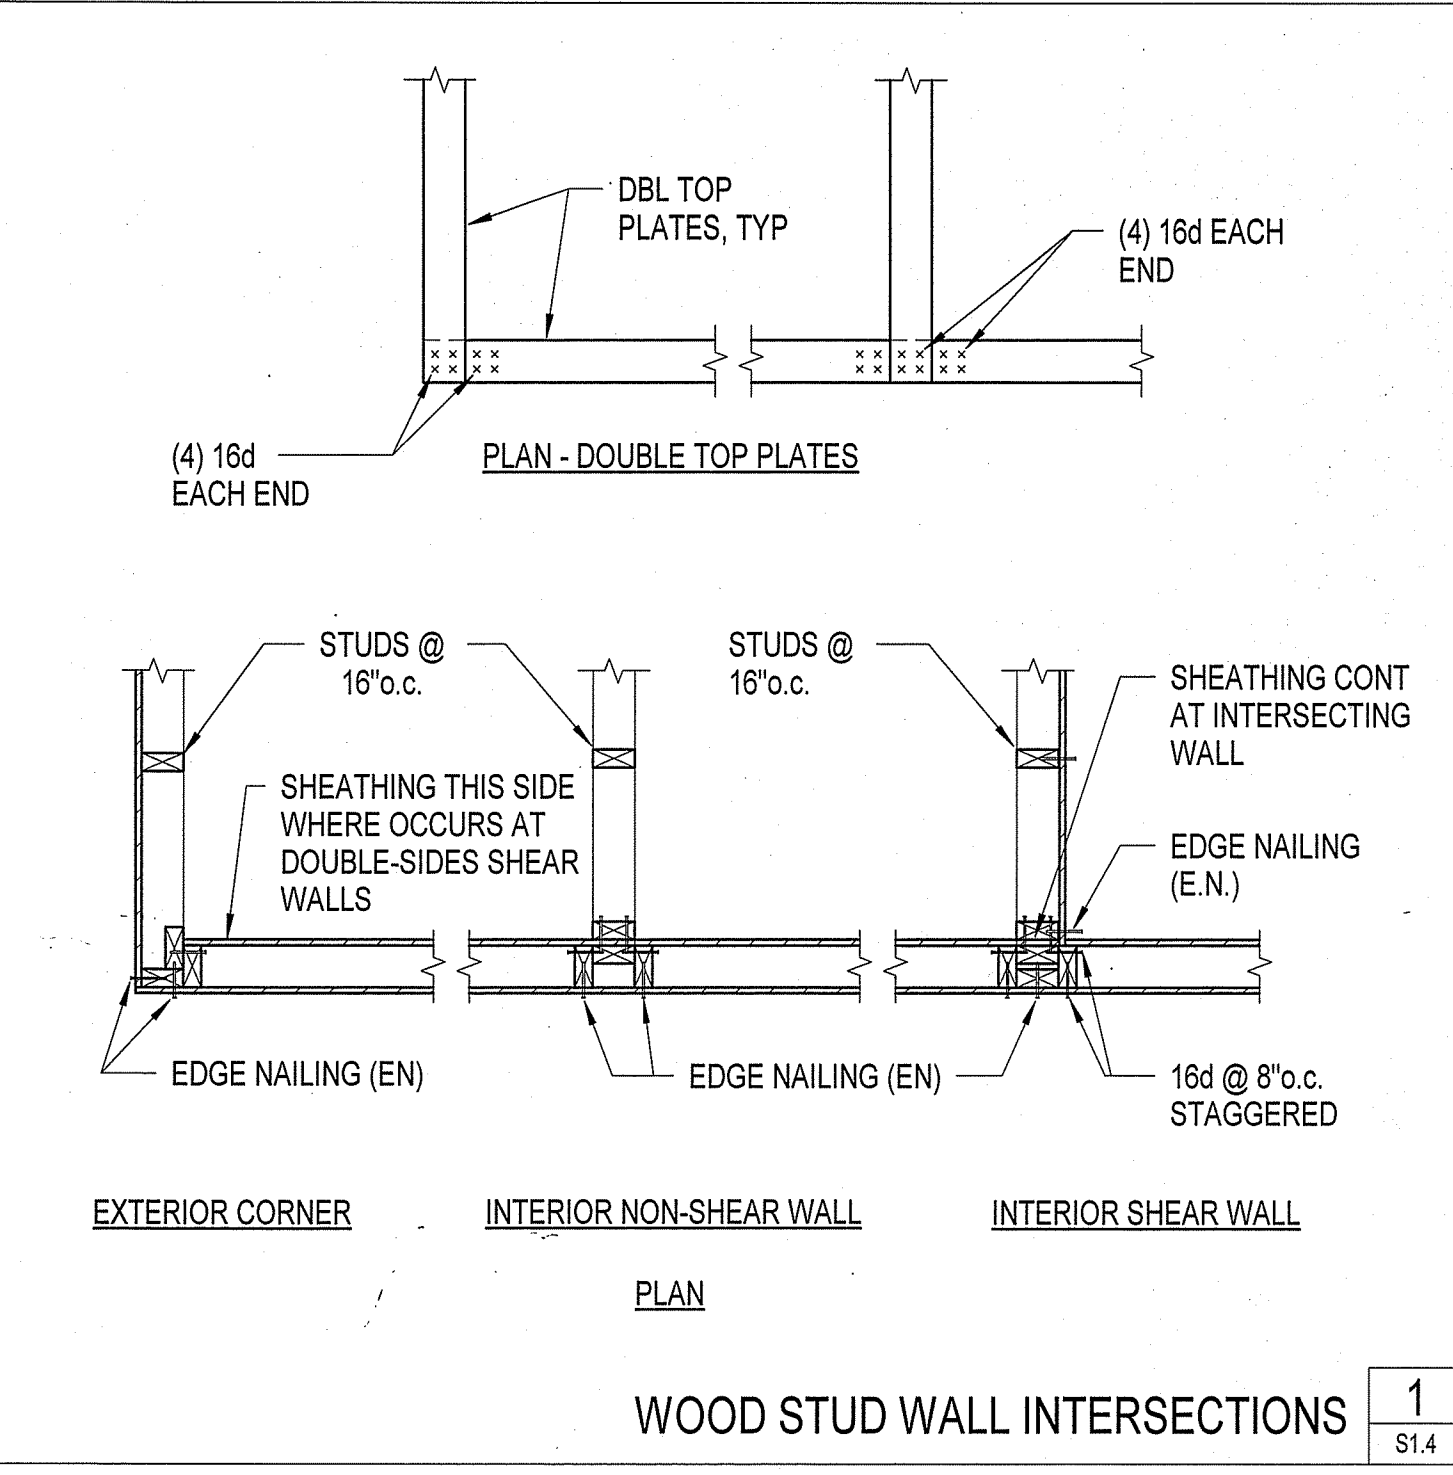 DBL TOP
PLATES, TYP
(4) 16d EACH
END
(4) 16d
EACH END
PLAN - DOUBLE TOP PLATES
STUDS @
16"o.c.
STUDS @
16"o.c.
SHEATHING CONT
AT INTERSECTING
WALL
SHEATHING THIS SIDE
WHERE OCCURS AT
DOUBLE-SIDES SHEAR
WALLS
EDGE NAILING
(E.N.)
EDGE NAILING (EN)
EDGE NAILING (EN)
16d @ 8"o.c.
STAGGERED
EXTERIOR CORNER
INTERIOR NON-SHEAR WALL
INTERIOR SHEAR WALL
PLAN
WOOD STUD WALL INTERSECTIONS
1
S1.4